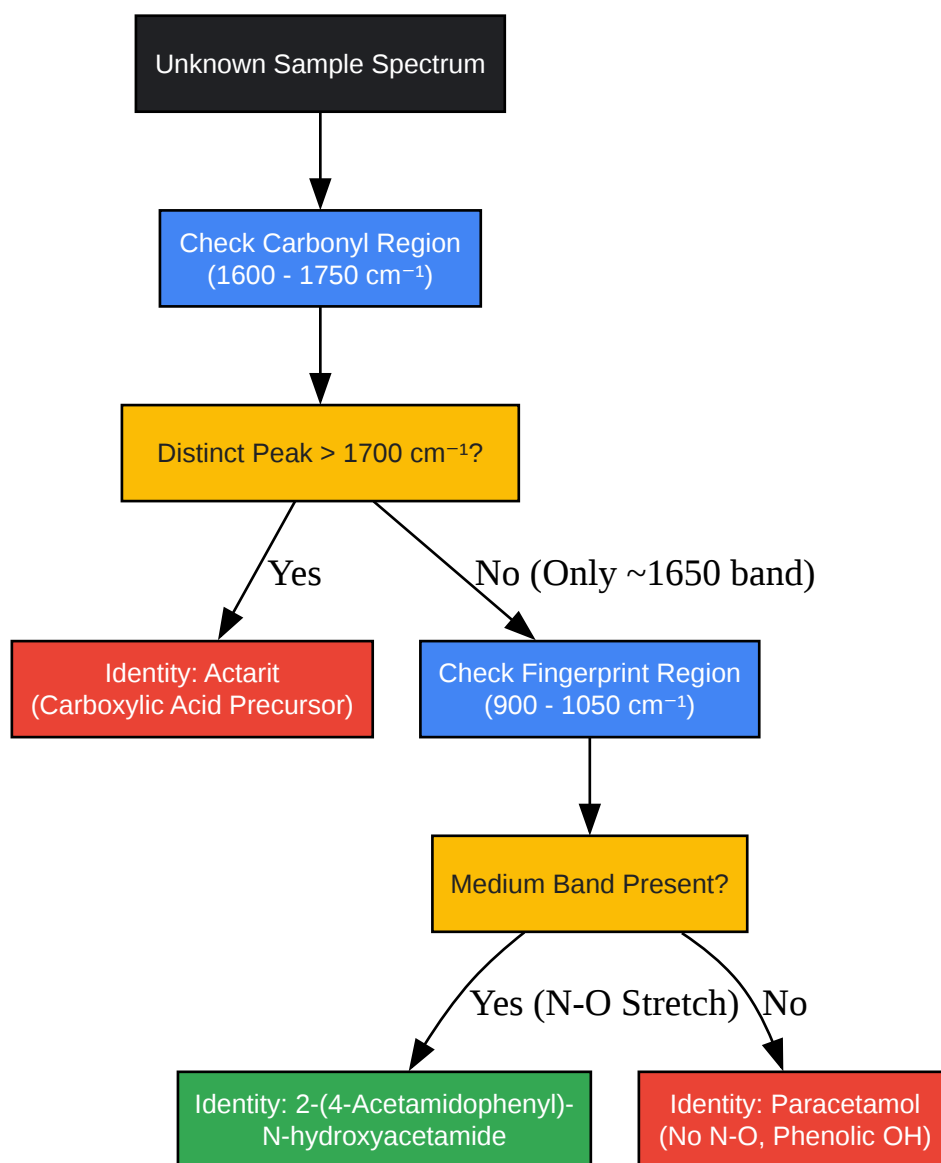 Unknown Sample Spectrum
Check Carbonyl Region
(1600 - 1750 cm⁻¹)
Distinct Peak > 1700 cm⁻¹?
Yes
No (Only ~1650 band)
Identity: Actarit
(Carboxylic Acid Precursor)
Check Fingerprint Region
(900 - 1050 cm⁻¹)
Medium Band Present?
Yes (N-O Stretch)
No
Identity: 2-(4-Acetamidophenyl)-
N-hydroxyacetamide
Identity: Paracetamol
(No N-O, Phenolic OH)